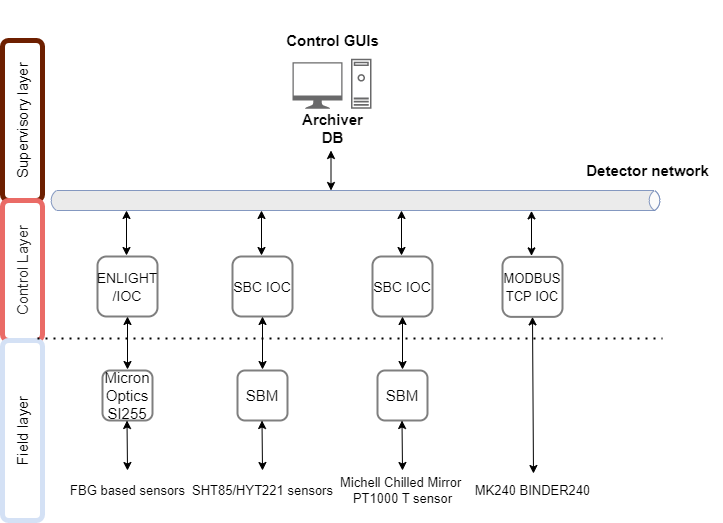 Control GUIs
Archiver
DB
Supervisory layer
Detector network
Control Layer
ENLIGHT
/IOC
SBC IOC
SBC IOC
MODBUS
TCP IOC
Field layer
Micron
Optics
SI255
SBM
SBM
FBG based sensors
SHT85/HYT221 sensors
Michell Chilled Mirror
PT1000 T sensor
MK240 BINDER240